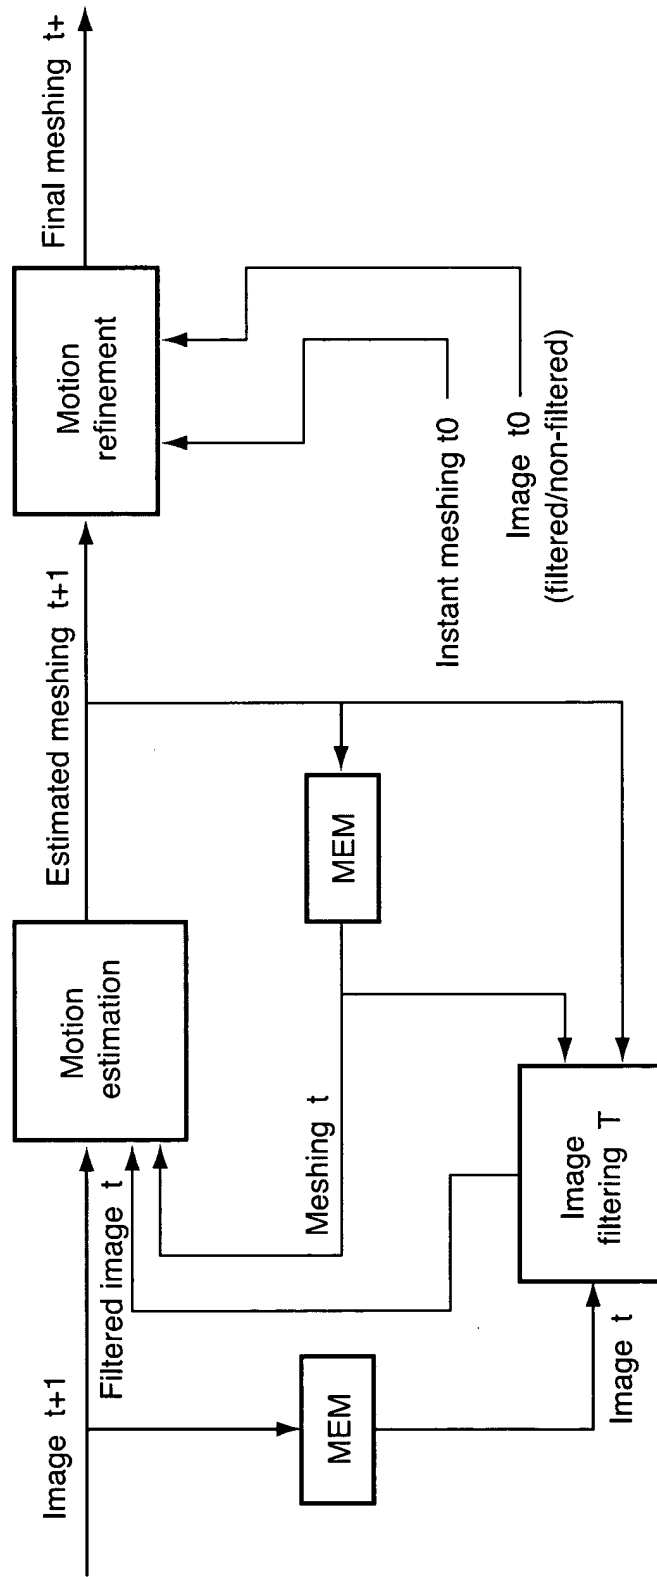 Image t+1
Filtered image t
Motion
estimation
Estimated meshing t+1
Motion
refinement
Final meshing t+
MEM
Meshing t
MEM
Image t
Image
filtering T
Instant meshing t0
Image t0
(filtered/non-filtered)